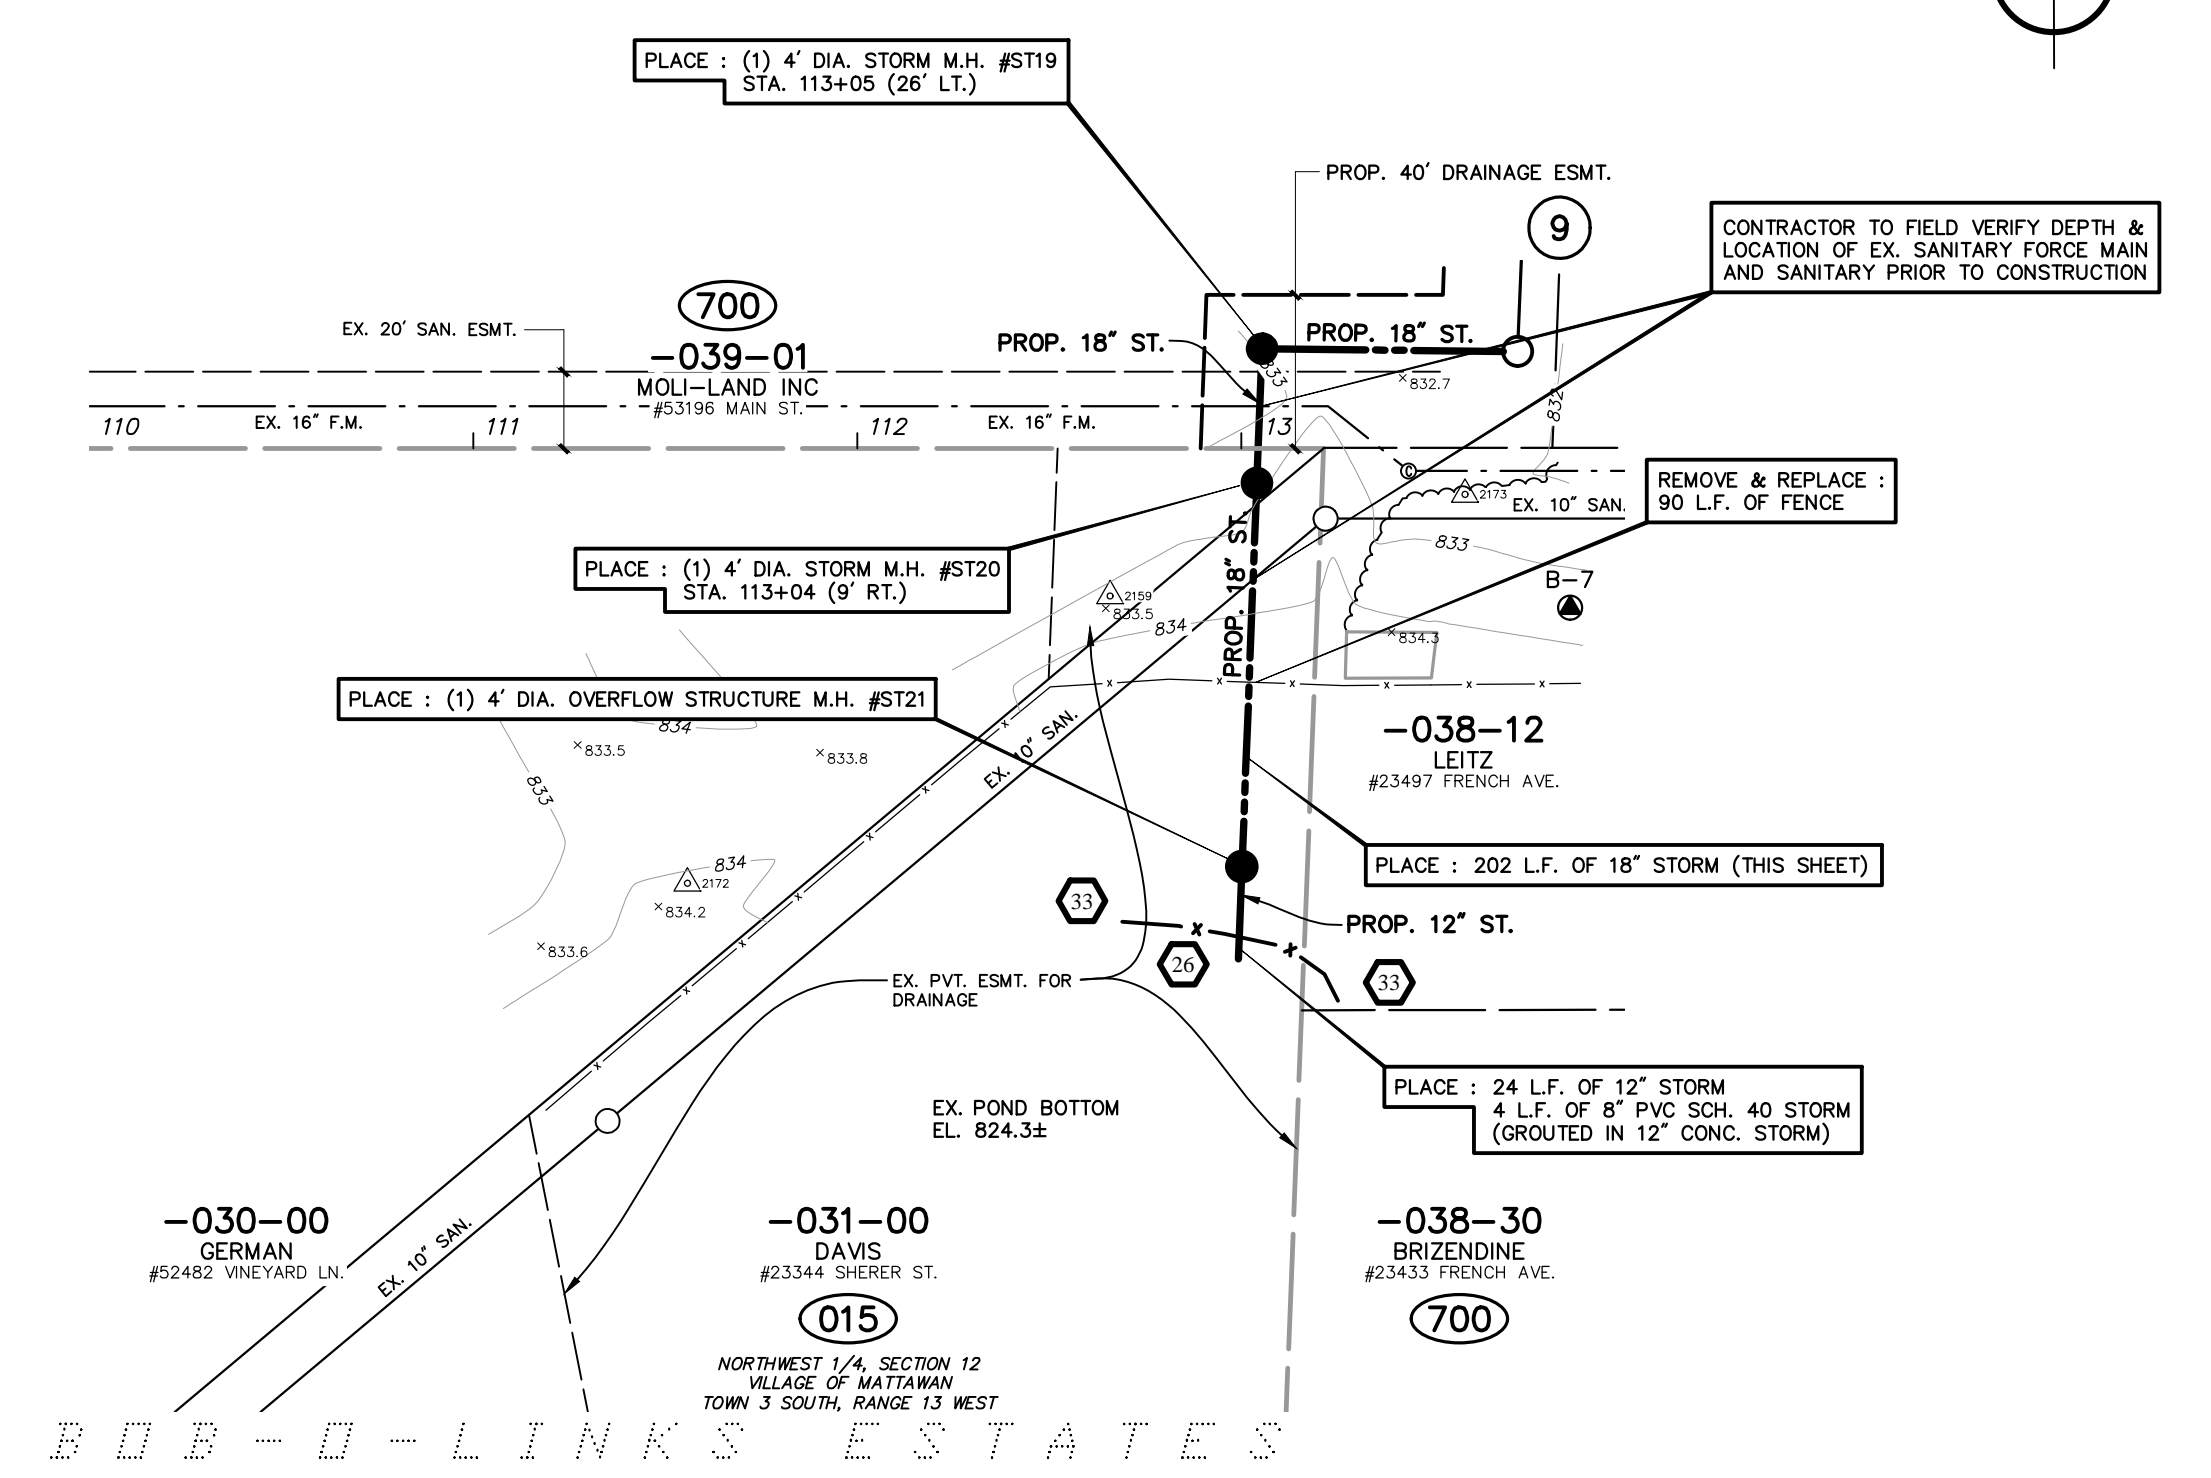 PLACE : (1) 4' DIA. STORM M.H. #ST19
STA. 113+05 (26' LT.)
PROP. 40' DRAINAGE ESMT.
9
CONTRACTOR TO FIELD VERIFY DEPTH &
LOCATION OF EX. SANITARY FORCE MAIN
AND SANITARY PRIOR TO CONSTRUCTION
700
EX. 20' SAN. ESMT.
-039-01
MOLI-LAND INC
#53196 MAIN ST.
PROP. 18" ST.
PROP. 18" ST.
833
832.7
832
110
EX. 16" F.M.
111
112
EX. 16" F.M.
13
C
REMOVE & REPLACE :
90 L.F. OF FENCE
2173
EX. 10" SAN.
833
B-7
PLACE : (1) 4' DIA. STORM M.H. #ST20
STA. 113+04 (9' RT.)
PROP. 18" ST.
2159
833.5
834
834.3
PLACE : (1) 4' DIA. OVERFLOW STRUCTURE M.H. #ST21
834
833.5
833.8
833
EX. 10" SAN.
-038-12
LEITZ
#23497 FRENCH AVE.
x x x x x x
PLACE : 202 L.F. OF 18" STORM (THIS SHEET)
834
2172
834.2
833.6
33
PROP. 12" ST.
x x
26
33
EX. PVT. ESMT. FOR
DRAINAGE
PLACE : 24 L.F. OF 12" STORM
4 L.F. OF 8" PVC SCH. 40 STORM
(GROUTED IN 12" CONC. STORM)
EX. POND BOTTOM
EL. 824.3±
-030-00
GERMAN
#52482 VINEYARD LN.
EX. 10" SAN.
-031-00
DAVIS
#23344 SHERER ST.
015
NORTHWEST 1/4, SECTION 12
VILLAGE OF MATTAWAN
TOWN 3 SOUTH, RANGE 13 WEST
-038-30
BRIZENDINE
#23433 FRENCH AVE.
700
BOB-O-LINKS ESTATES